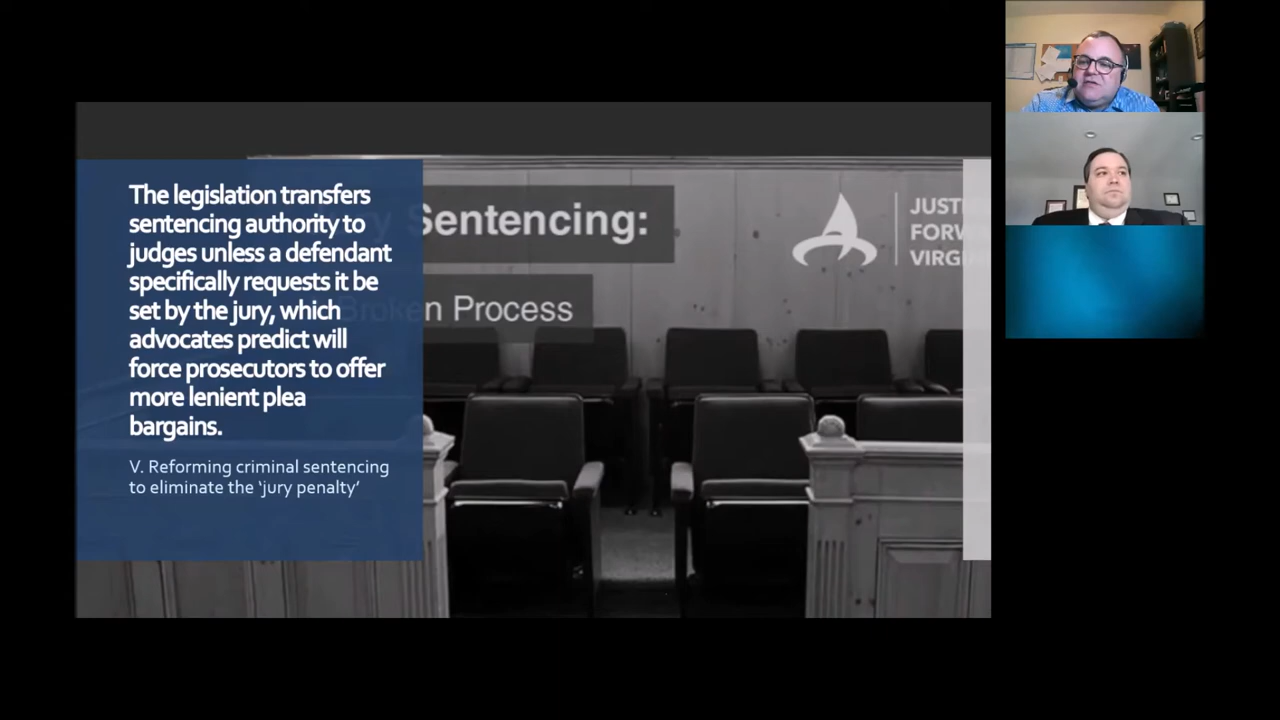 The legislation transfers
sentencing authority to
judges unless a defendant
specifically requests it be
set by the jury, which
advocates predict will
force prosecutors to offer
more lenient plea
bargains.
V. Reforming criminal sentencing
to eliminate the ‘jury penalty’
Sentencing:
Broken Process
JUST
FORW
VIRGI